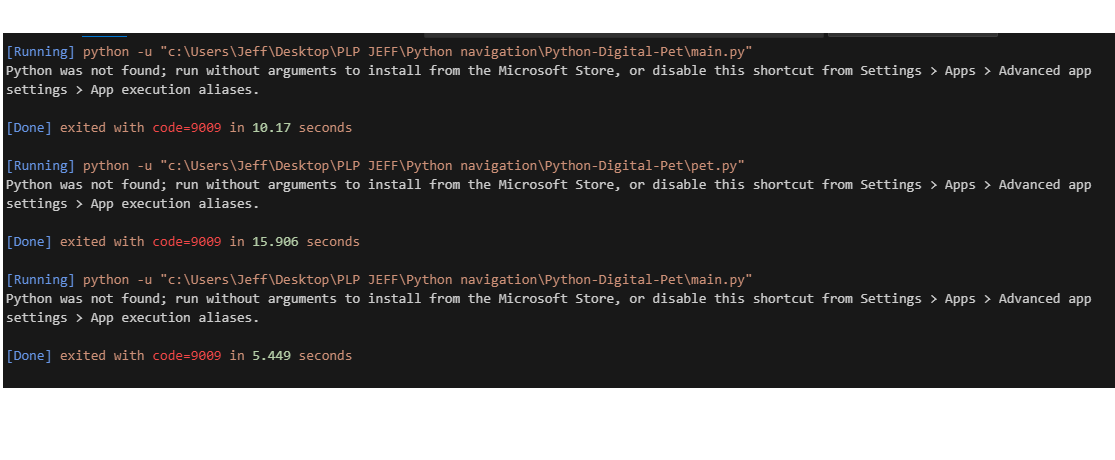 [Running] python -u "c:\Users\Jeff\Desktop\PLP JEFF\Python navigation\Python-Digital-Pet\main.py"
Python was not found; run without arguments to install from the Microsoft Store, or disable this shortcut from Settings > Apps > Advanced app
settings > App execution aliases.
[Done] exited with code=9009 in 10.17 seconds
[Running] python -u "c:\Users\Jeff\Desktop\PLP JEFF\Python navigation\Python-Digital-Pet\pet.py"
Python was not found; run without arguments to install from the Microsoft Store, or disable this shortcut from Settings > Apps > Advanced app
settings > App execution aliases.
[Done] exited with code=9009 in 15.906 seconds
[Running] python -u "c:\Users\Jeff\Desktop\PLP JEFF\Python navigation\Python-Digital-Pet\main.py"
Python was not found; run without arguments to install from the Microsoft Store, or disable this shortcut from Settings > Apps > Advanced app
settings > App execution aliases.
[Done] exited with code=9009 in 5.449 seconds